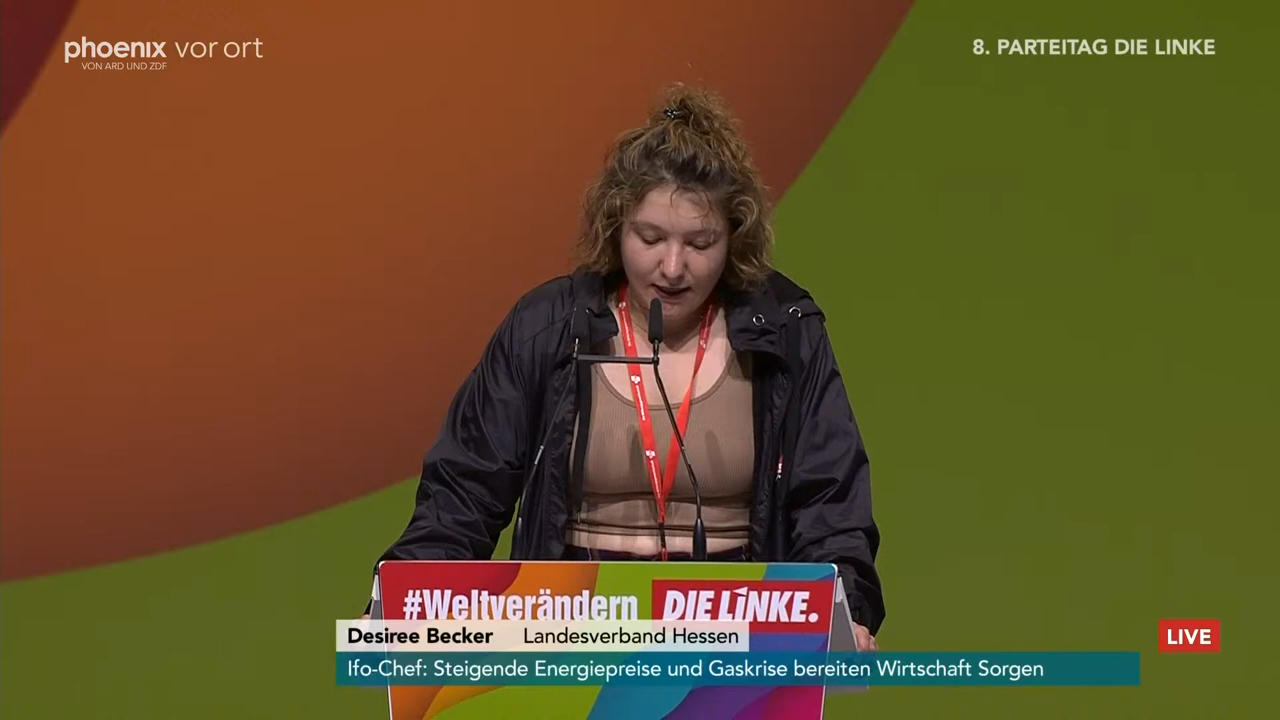 phoenix vor ort
VON ARD UND ZDF
8. PARTEITAG DIE LINKE
#Weltverändern DIE LINKE.
Desiree Becker Landesverband Hessen
LIVE
Ifo-Chef: Steigende Energiepreise und Gaskrise bereiten Wirtschaft Sorgen